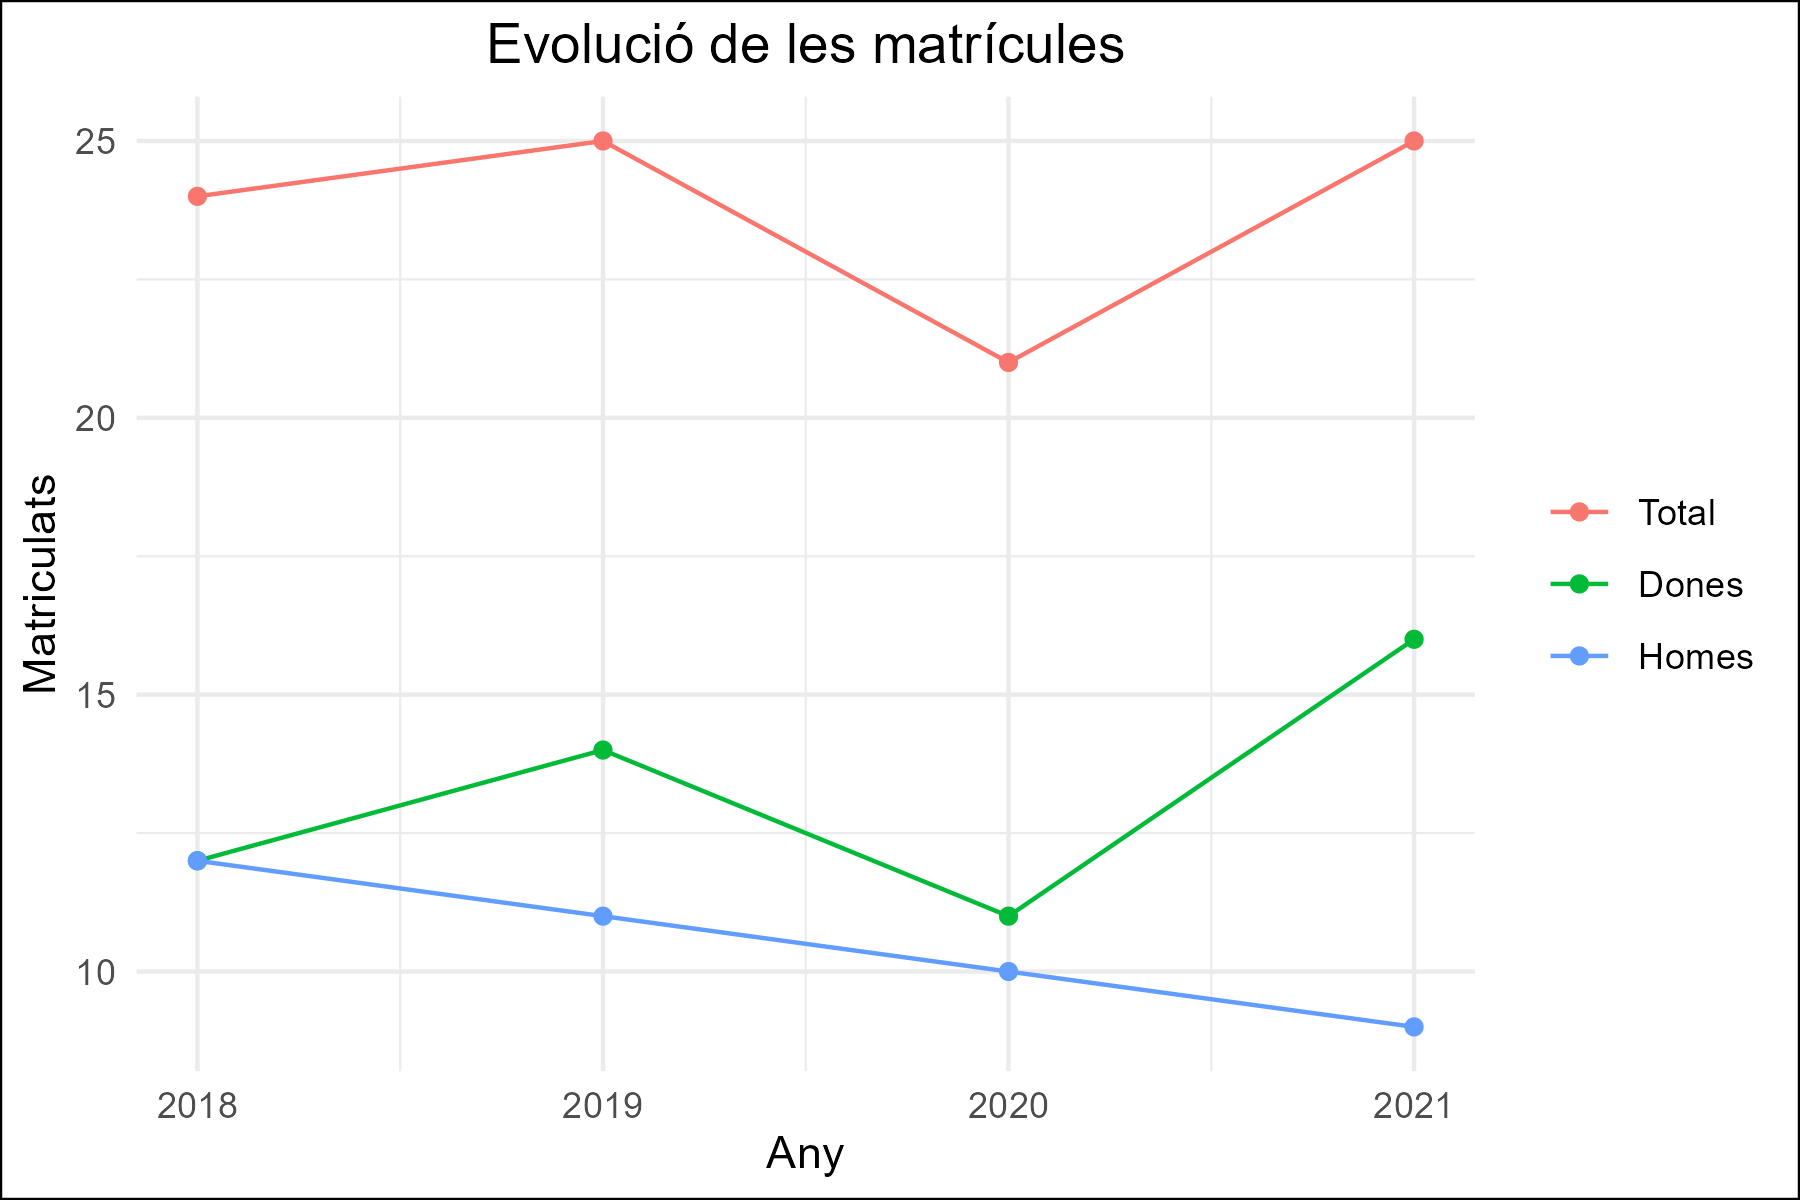 Evolució de les matrícules
25
20
15
10
Matriculats
2018 2019 2020 2021
Any
Total
Dones
Homes